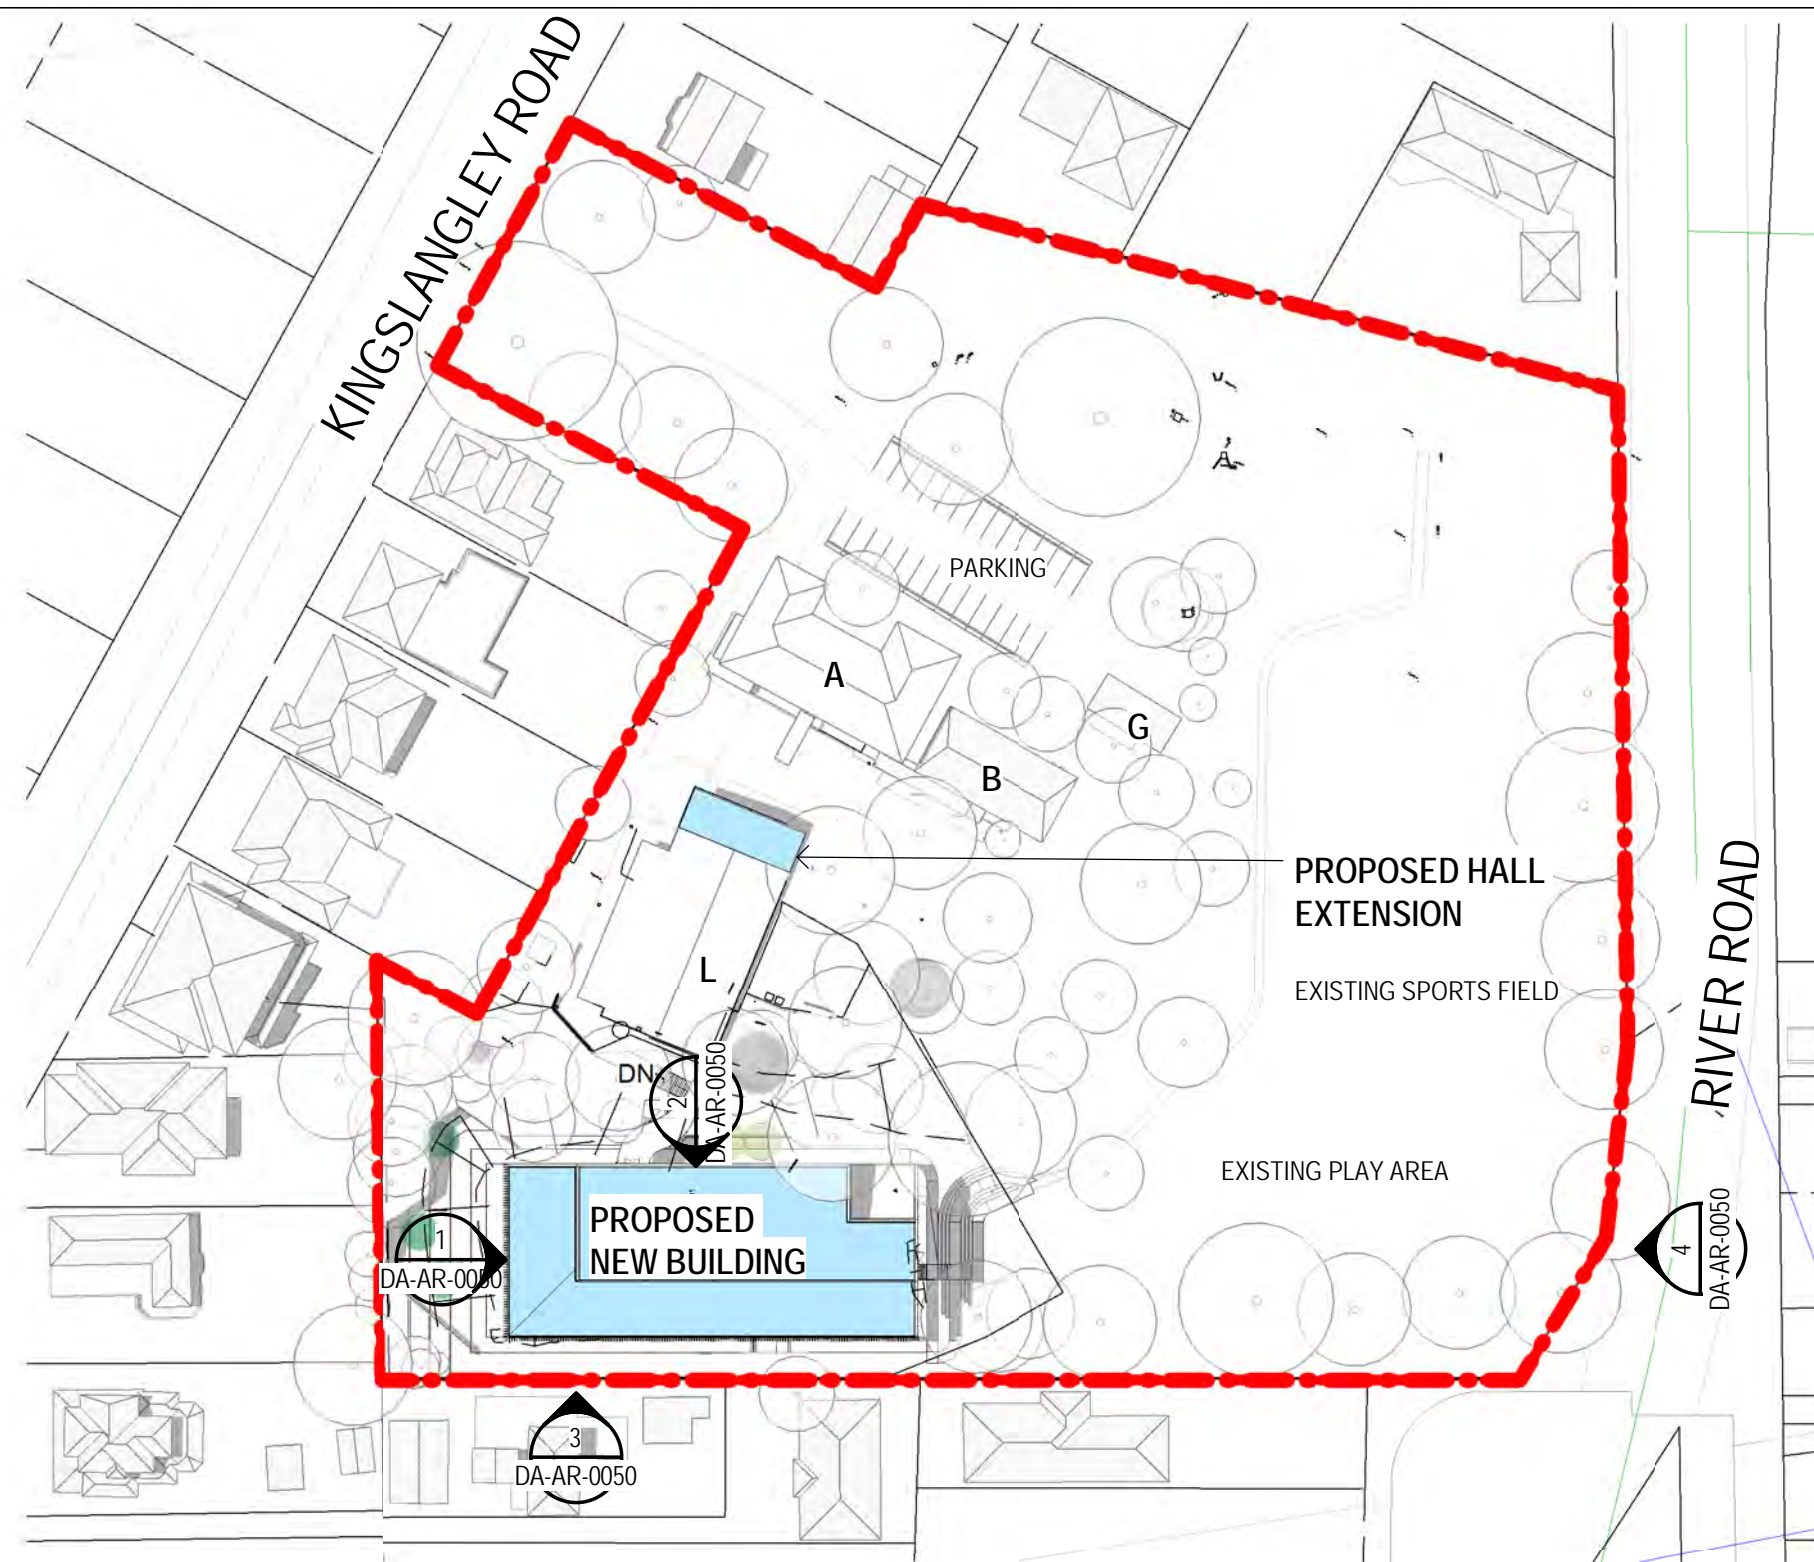 KINGSLANGLEY ROAD
PARKING
A
G
B
PROPOSED HALL
EXTENSION
L
EXISTING SPORTS FIELD
RIVER ROAD
DN
2
DA-AR-0050
EXISTING PLAY AREA
PROPOSED
NEW BUILDING
1
DA-AR-0050
4
DA-AR-0050
3
DA-AR-0050